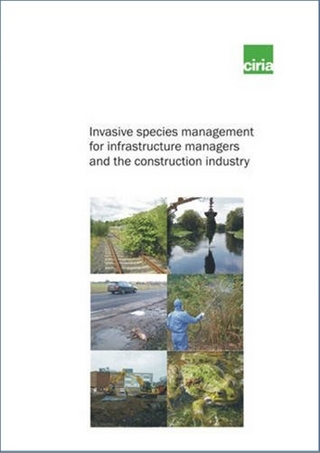 ciria
Invasive species management
for infrastructure managers
and the construction industry